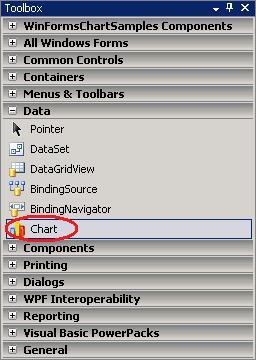 Toolbox
WinFormsChartSamples Components
All Windows Forms
Common Controls
Containers
Menus & Toolbars
Data
Pointer
DataSet
DataGridView
BindingSource
BindingNavigator
Chart
Components
Printing
Dialogs
WPF Interoperability
Reporting
Visual Basic PowerPacks
General